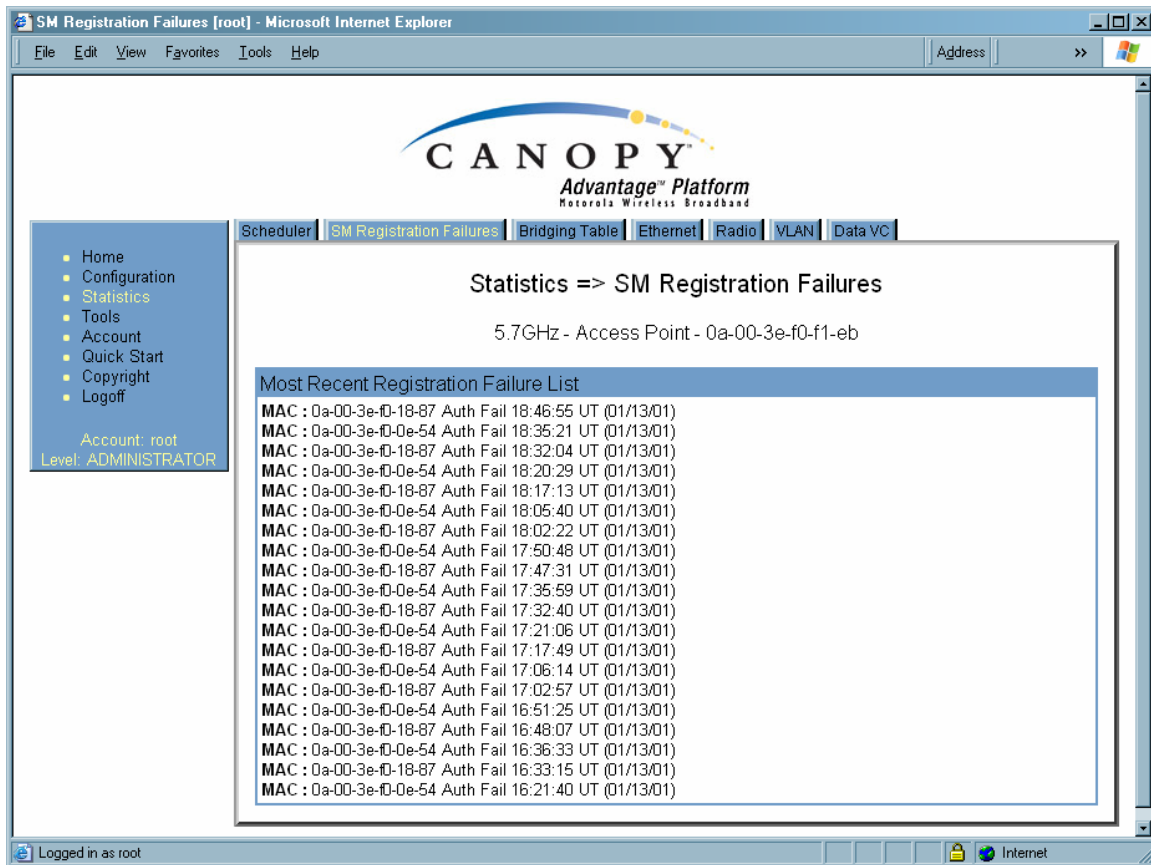 SM Registration Failures [root] - Microsoft Internet Explorer
File Edit View Favorites Tools Help
Address »
CANOPY™
Advantage™ Platform
Motorola Wireless Broadband
Scheduler SM Registration Failures Bridging Table Ethernet Radio VLAN Data VC
Home
Configuration
Statistics
Tools
Account
Quick Start
Copyright
Logoff
Account: root
Level: ADMINISTRATOR
Statistics => SM Registration Failures
5.7GHz - Access Point - 0a-00-3e-f0-f1-eb
Most Recent Registration Failure List
MAC : 0a-00-3e-f0-18-87 Auth Fail 18:46:55 UT (01/13/01)
MAC : 0a-00-3e-f0-0e-54 Auth Fail 18:35:21 UT (01/13/01)
MAC : 0a-00-3e-f0-18-87 Auth Fail 18:32:04 UT (01/13/01)
MAC : 0a-00-3e-f0-0e-54 Auth Fail 18:20:29 UT (01/13/01)
MAC : 0a-00-3e-f0-18-87 Auth Fail 18:17:13 UT (01/13/01)
MAC : 0a-00-3e-f0-0e-54 Auth Fail 18:05:40 UT (01/13/01)
MAC : 0a-00-3e-f0-18-87 Auth Fail 18:02:22 UT (01/13/01)
MAC : 0a-00-3e-f0-0e-54 Auth Fail 17:50:48 UT (01/13/01)
MAC : 0a-00-3e-f0-18-87 Auth Fail 17:47:31 UT (01/13/01)
MAC : 0a-00-3e-f0-0e-54 Auth Fail 17:35:59 UT (01/13/01)
MAC : 0a-00-3e-f0-18-87 Auth Fail 17:32:40 UT (01/13/01)
MAC : 0a-00-3e-f0-0e-54 Auth Fail 17:21:06 UT (01/13/01)
MAC : 0a-00-3e-f0-18-87 Auth Fail 17:17:49 UT (01/13/01)
MAC : 0a-00-3e-f0-0e-54 Auth Fail 17:06:14 UT (01/13/01)
MAC : 0a-00-3e-f0-18-87 Auth Fail 17:02:57 UT (01/13/01)
MAC : 0a-00-3e-f0-0e-54 Auth Fail 16:51:25 UT (01/13/01)
MAC : 0a-00-3e-f0-18-87 Auth Fail 16:48:07 UT (01/13/01)
MAC : 0a-00-3e-f0-0e-54 Auth Fail 16:36:33 UT (01/13/01)
MAC : 0a-00-3e-f0-18-87 Auth Fail 16:33:15 UT (01/13/01)
MAC : 0a-00-3e-f0-0e-54 Auth Fail 16:21:40 UT (01/13/01)
Logged in as root Internet